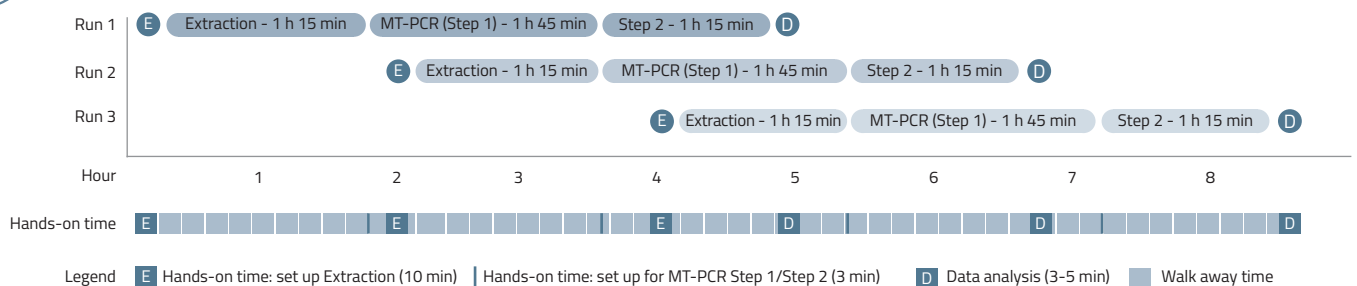 Run 1 E Extraction - 1 h 15 min MT-PCR (Step 1) - 1 h 45 min Step 2 - 1 h 15 min D
Run 2 E Extraction - 1 h 15 min MT-PCR (Step 1) - 1 h 45 min Step 2 - 1 h 15 min D
Run 3 E Extraction - 1 h 15 min MT-PCR (Step 1) - 1 h 45 min Step 2 - 1 h 15 min D
Hour 1 2 3 4 5 6 7 8
Hands-on time E E E D D D
Legend E Hands-on time: set up Extraction (10 min) Hands-on time: set up for MT-PCR Step 1/Step 2 (3 min) D Data analysis (3-5 min) Walk away time